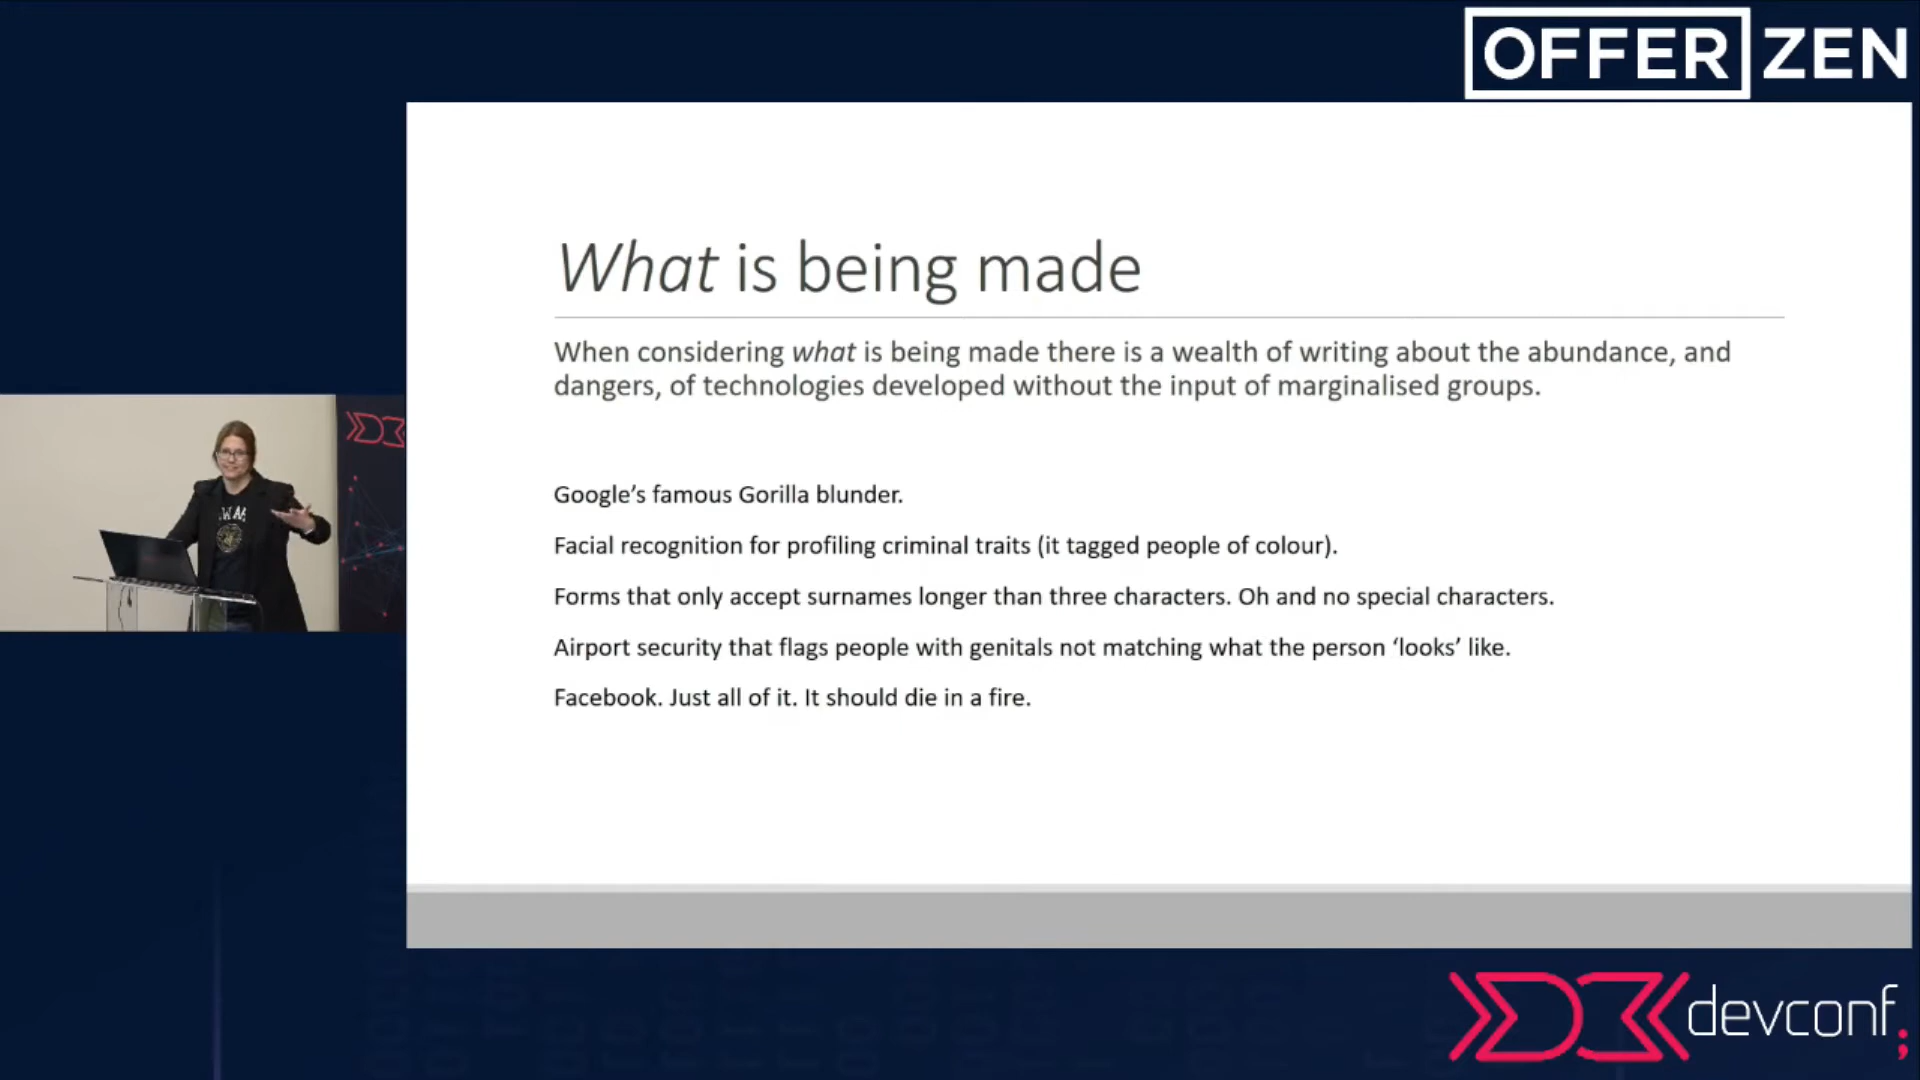 OFFER ZEN
What is being made
When considering what is being made there is a wealth of writing about the abundance, and
dangers, of technologies developed without the input of marginalised groups.
Google’s famous Gorilla blunder.
Facial recognition for profiling criminal traits (it tagged people of colour).
Forms that only accept surnames longer than three characters. Oh and no special characters.
Airport security that flags people with genitals not matching what the person ‘looks’ like.
Facebook. Just all of it. It should die in a fire.
devconf;